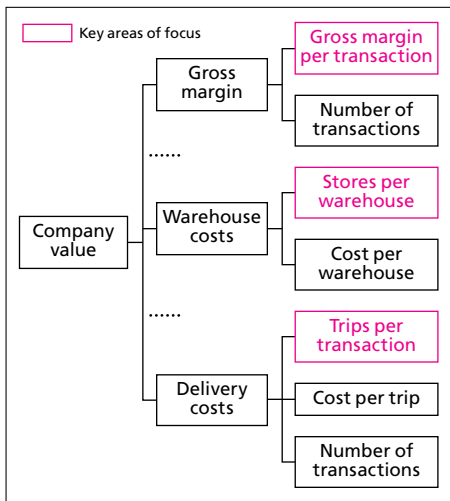 Key areas of focus
Gross margin
per transaction
Gross
margin
Number of
transactions
......
Stores per
warehouse
Warehouse
costs
Company
value
Cost per
warehouse
......
Trips per
transaction
Delivery
costs
Cost per trip
Number of
transactions